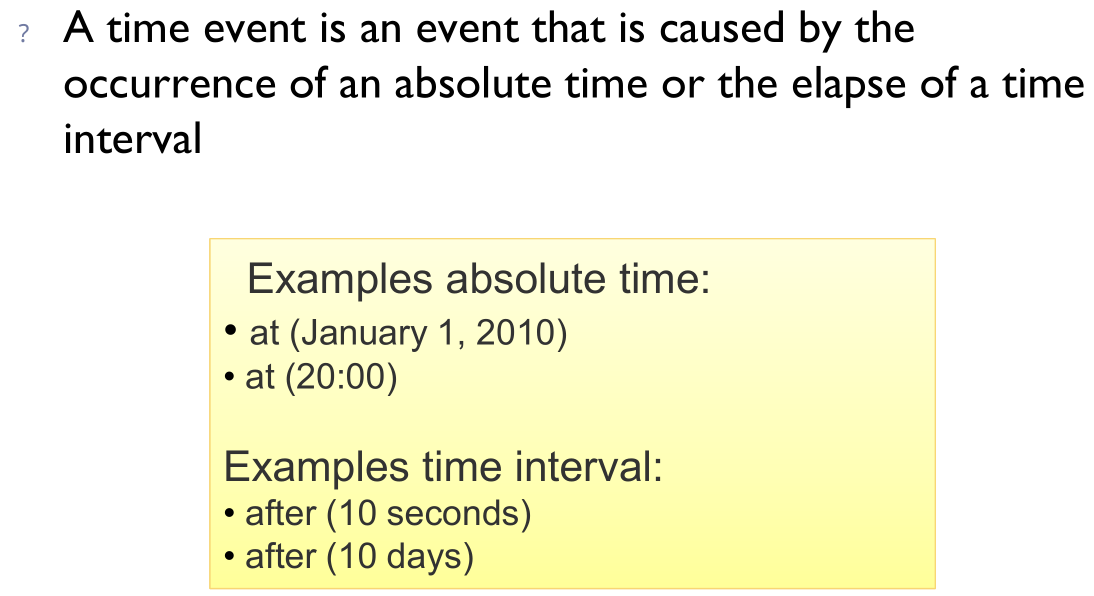 ? A time event is an event that is caused by the
occurrence of an absolute time or the elapse of a time
interval
Examples absolute time:
• at (January 1, 2010)
• at (20:00)
Examples time interval:
• after (10 seconds)
• after (10 days)